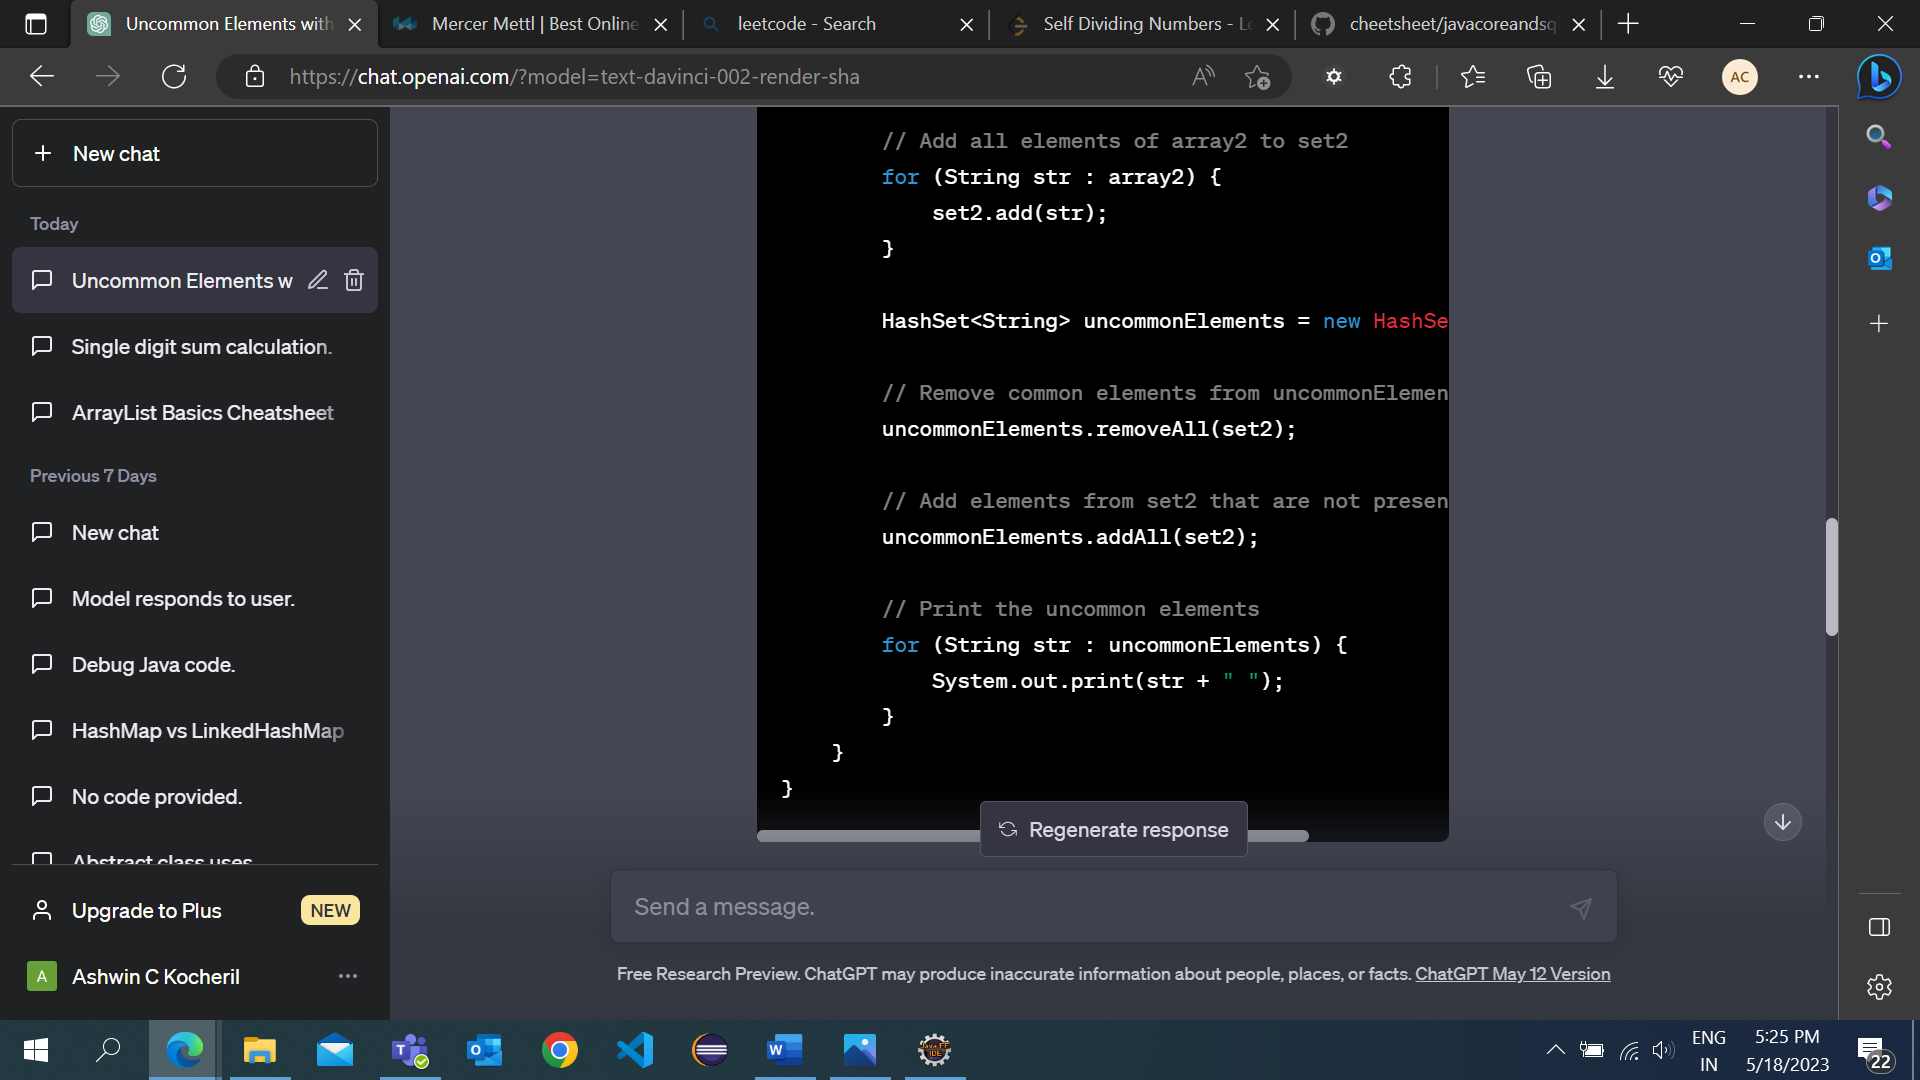 Uncommon Elements with
Mercer Mettl | Best Online
leetcode - Search
Self Dividing Numbers - Le
cheetsheet/javacoreandsq
https://chat.openai.com/?model=text-davinci-002-render-sha
AC
New chat
Today
Uncommon Elements w
Single digit sum calculation.
ArrayList Basics Cheatsheet
Previous 7 Days
New chat
Model responds to user.
Debug Java code.
HashMap vs LinkedHashMap
No code provided.
Abstract class uses
Upgrade to Plus
NEW
A
Ashwin C Kocheril
// Add all elements of array2 to set2
for (String str : array2) {
set2.add(str);
}
HashSet<String> uncommonElements = new HashSe
// Remove common elements from uncommonElemen
uncommonElements.removeAll(set2);
// Add elements from set2 that are not presen
uncommonElements.addAll(set2);
// Print the uncommon elements
for (String str : uncommonElements) {
System.out.print(str + " ");
}
}
}
Regenerate response
Send a message.
Free Research Preview. ChatGPT may produce inaccurate information about people, places, or facts. ChatGPT May 12 Version
ENG
IN
5:25 PM
5/18/2023
22